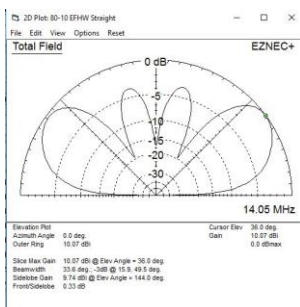 2D Plot: 80-10 EFHW Straight
File Edit View Options Reset
Total Field
EZNEC+
0 dB
-5
-10
-15
-20
-30
14.05 MHz
Elevation Plot
Azimuth Angle 0.0 deg.
Outer Ring 10.07 dBi
Cursor Elev 36.0 deg.
Gain 10.07 dBi
0.0 dBmax
Slice Max Gain 10.07 dBi @ Elev Angle = 36.0 deg.
Beamwidth 33.6 deg.; -3dB @ 15.9, 49.5 deg.
Sidelobe Gain 9.74 dBi @ Elev Angle = 144.0 deg.
Front/Sidelobe 0.33 dB